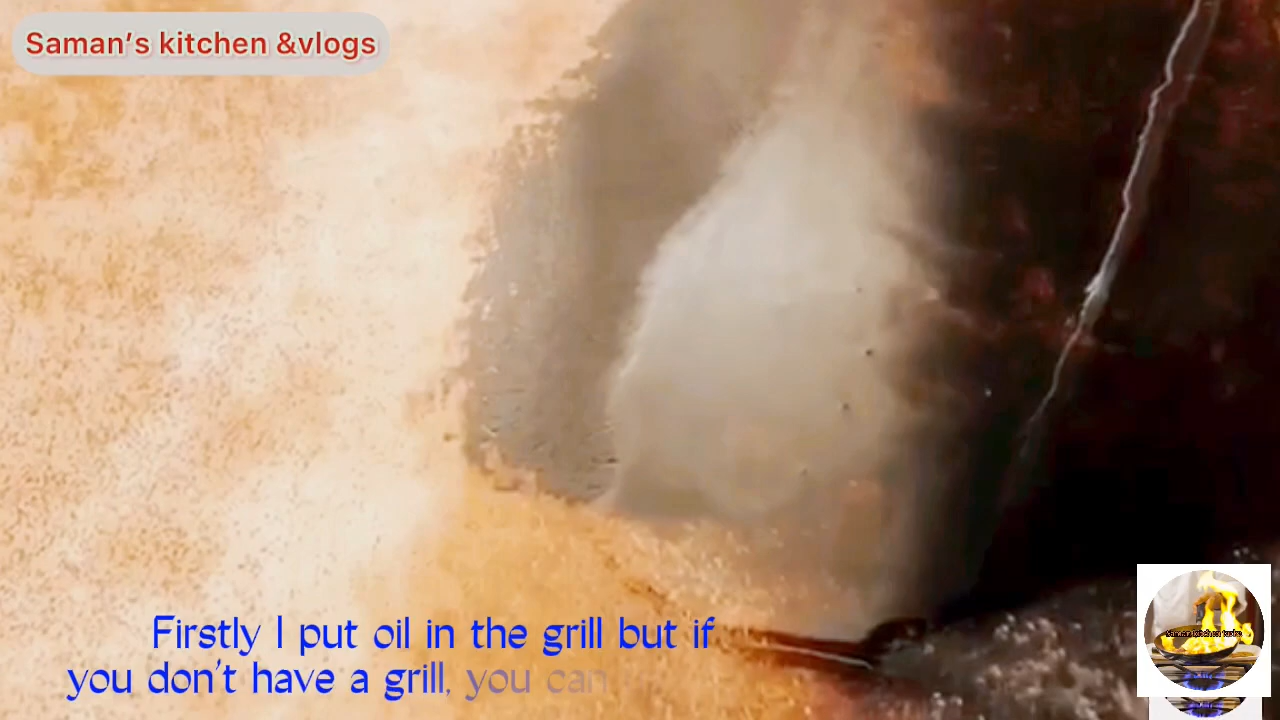 Saman's kitchen &vlogs
Firstly I put oil in the grill but if
you don't have a grill, you can